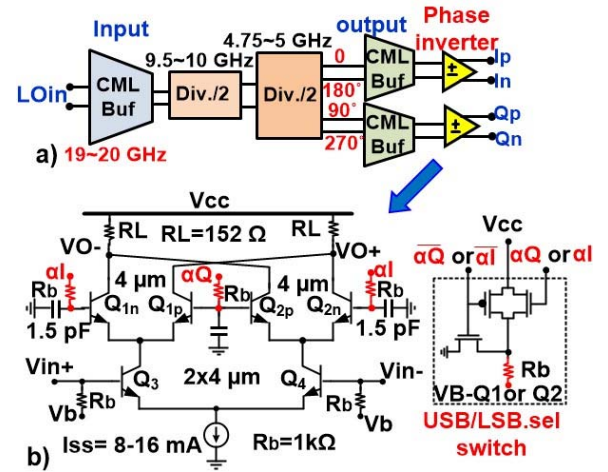 Input
output
Phase
inverter
9.5~10 GHz
4.75~5 GHz
LOin
CML
Buf
Div./2
Div./2
0
180°
90°
270°
CML
Buf
CML
Buf
±
±
Ip
In
Qp
Qn
19~20 GHz
a)
Vcc
RL
RL=152 Ω
RL
VO-
VO+
αI
4 μm
αQ
4 μm
αI
Rb
Q1n
Q1p
Rb
Q2p
Q2n
Rb
1.5 pF
1.5 pF
Vin+
Q3
2x4 μm
Q4
Vin-
Rb
Rb
Vb
Vb
Iss= 8-16 mA
Rb=1kΩ
b)
Vcc
α̅Q̅ or α̅I̅
αQ or αI
Rb
VB-Q1or Q2
USB/LSB.sel
switch